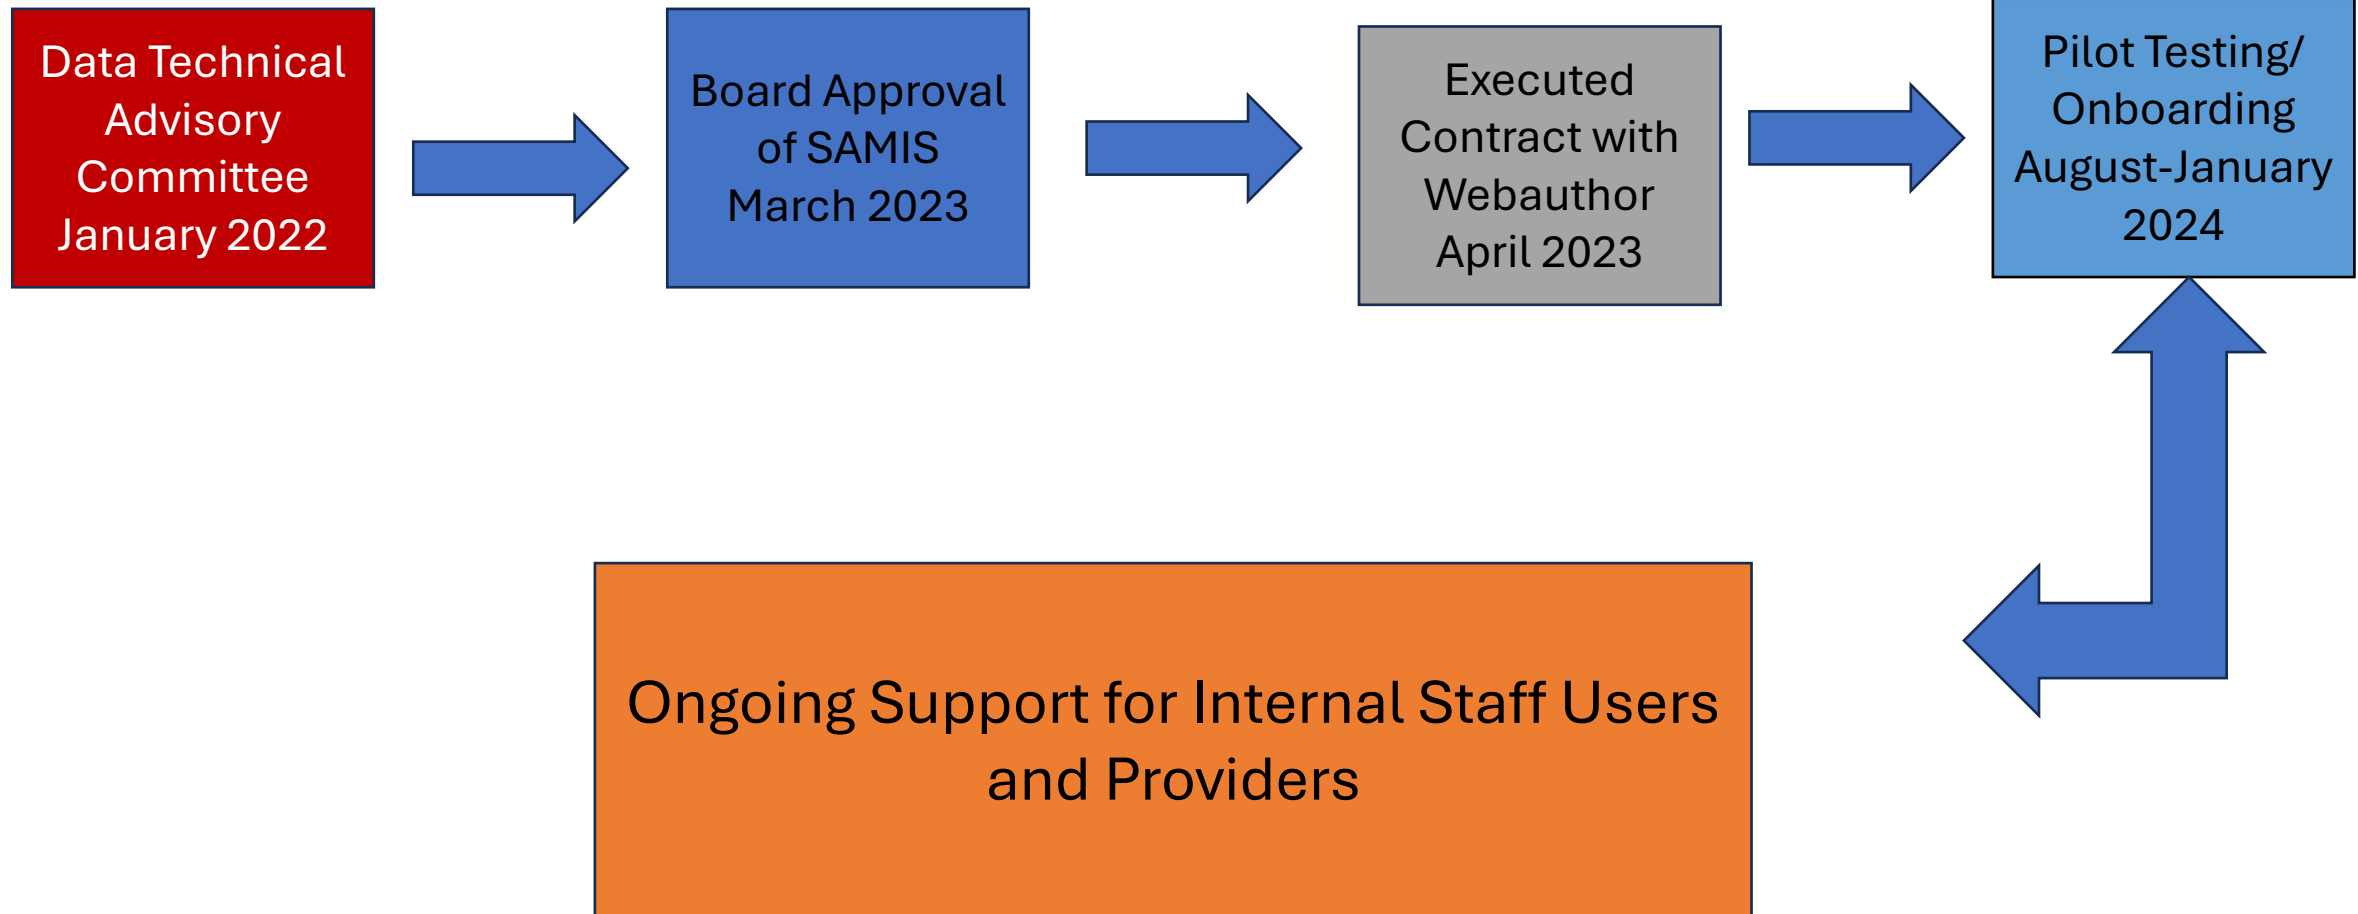 Data Technical
Advisory
Committee
January 2022
Board Approval
of SAMIS
March 2023
Executed
Contract with
Webauthor
April 2023
Pilot Testing/
Onboarding
August-January
2024
Ongoing Support for Internal Staff Users
and Providers